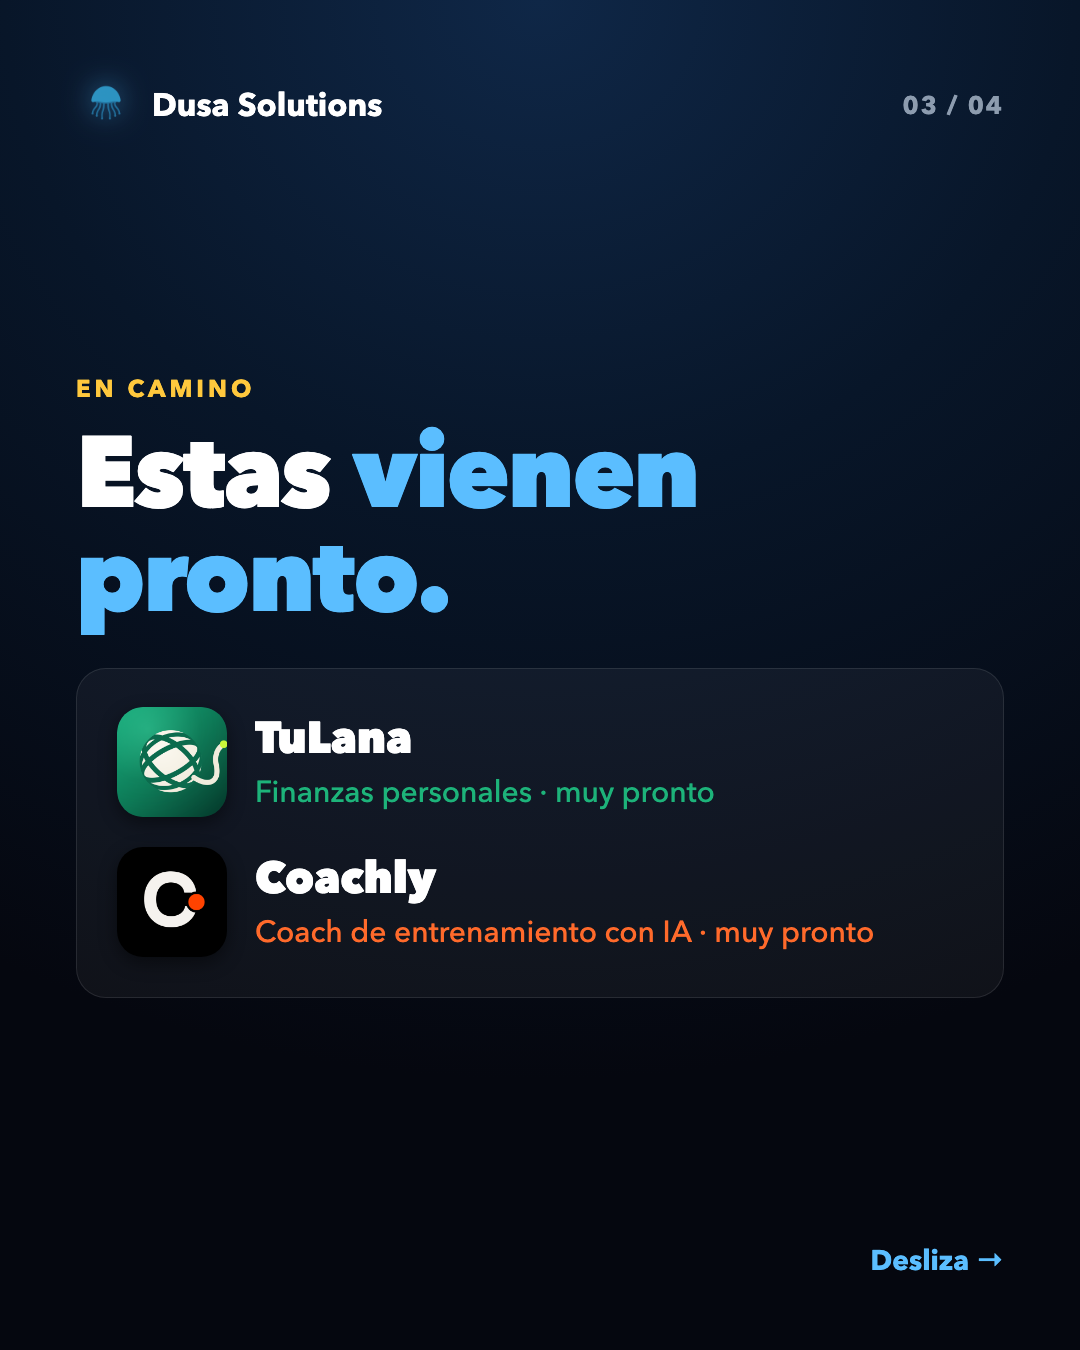 Dusa Solutions
03 / 04
EN CAMINO
Estas vienen
pronto.
TuLana
Finanzas personales · muy pronto
Coachly
Coach de entrenamiento con IA · muy pronto
Desliza →